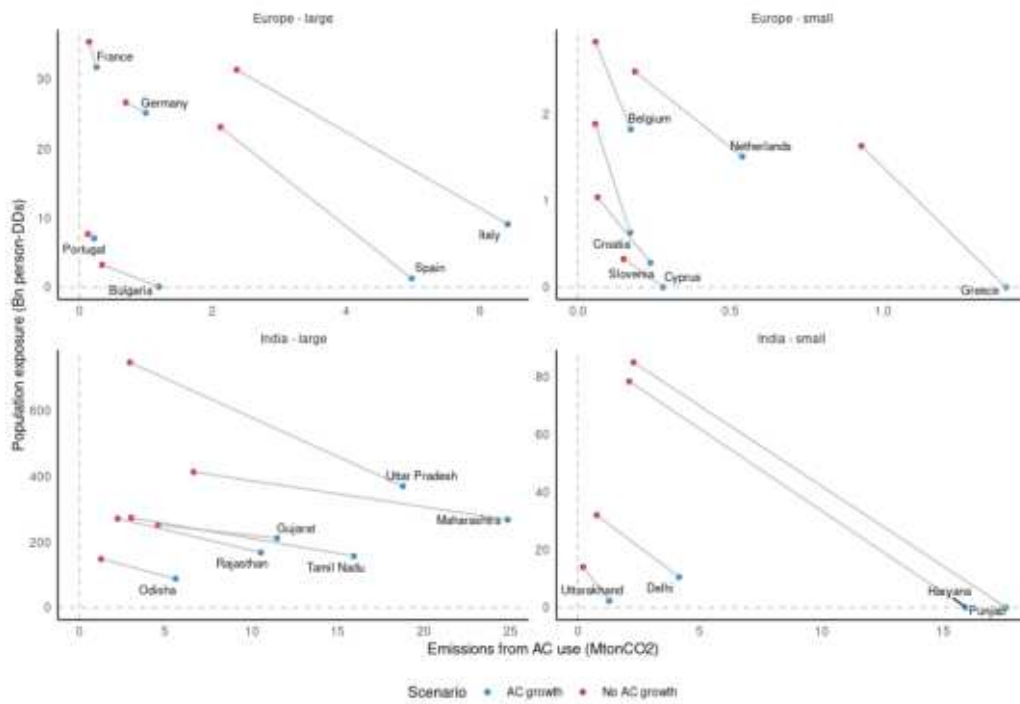 Europe - large
Europe - small
Population exposure (Bn person-DDs)
30
20
10
0
France
Germany
Portugal
Bulgaria
Spain
Italy
0
2
4
6
2
1
0
Belgium
Netherlands
Croatia
Slovenia
Cyprus
Greece
0.0
0.5
1.0
India - large
India - small
600
400
200
0
Uttar Pradesh
Maharashtra
Gujarat
Rajasthan
Tamil Nadu
Odisha
0
5
10
15
20
25
80
60
40
20
0
Uttarakhand
Delhi
Haryana
Punjab
0
5
10
15
Emissions from AC use (MtonCO2)
Scenario AC growth No AC growth